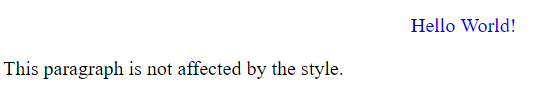 Hello World!
This paragraph is not affected by the style.